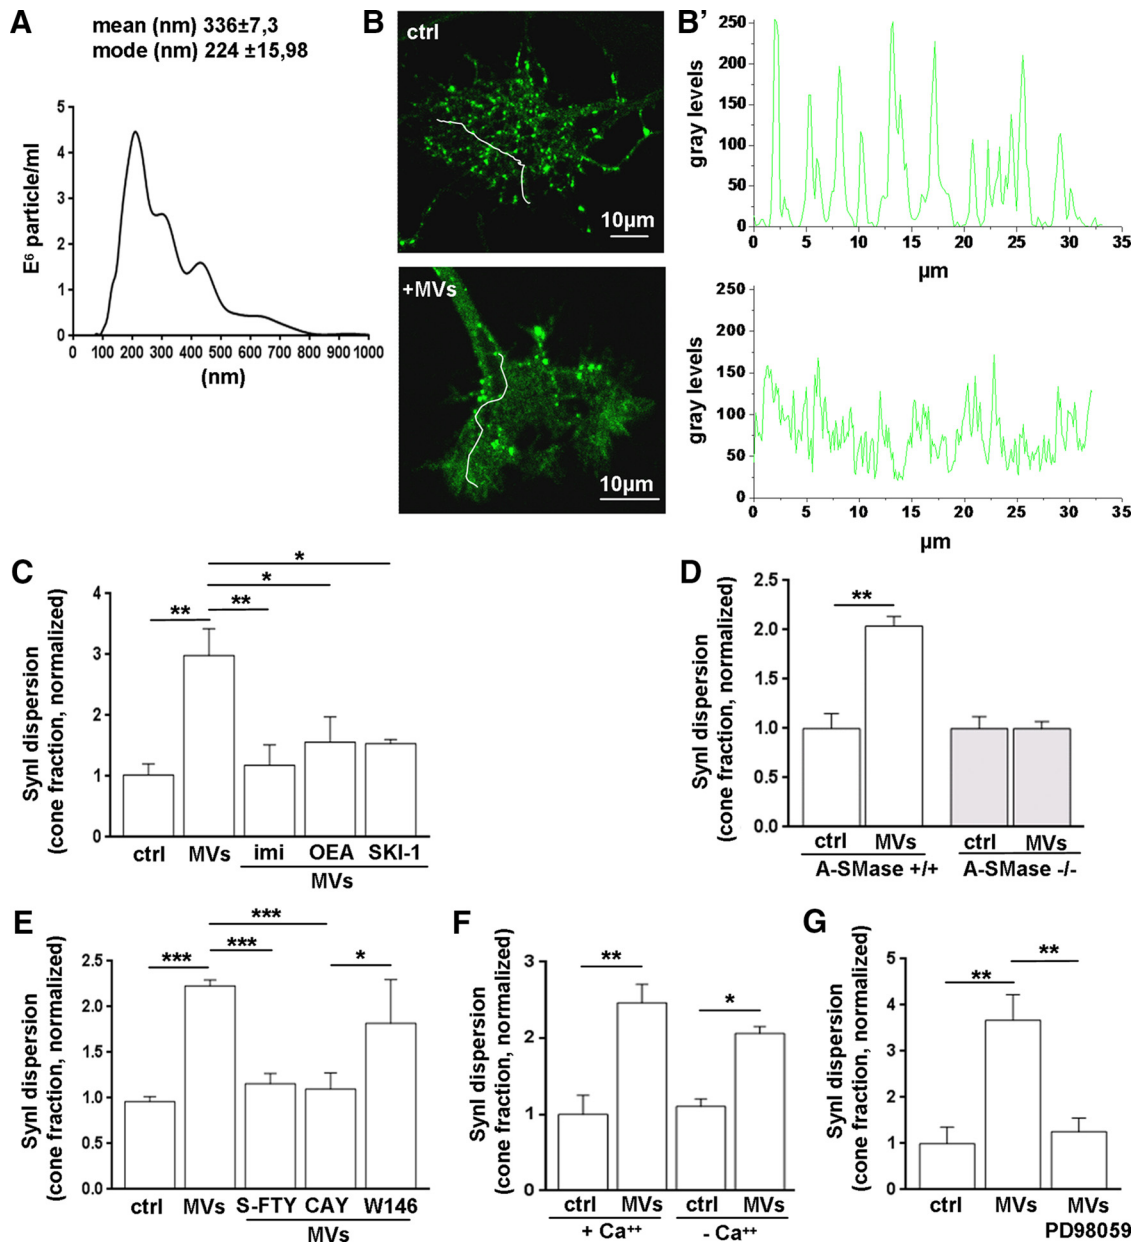 A
mean (nm) 336±7,3
mode (nm) 224 ±15,98
E⁶ particle/ml
5
4
3
2
1
0
0 100 200 300 400 500 600 700 800 900 1000
(nm)
B
ctrl
10µm
+MVs
10µm
B’
gray levels
250
200
150
100
50
0
0 5 10 15 20 25 30 35
µm
gray levels
250
200
150
100
50
0
0 5 10 15 20 25 30 35
µm
C
SynI dispersion
(cone fraction, normalized)
4
3
2
1
0
*
*
** **
ctrl MVs imi OEA SKI-1
MVs
D
SynI dispersion
(cone fraction, normalized)
2.5
2.0
1.5
1.0
0.5
0.0
**
ctrl MVs ctrl MVs
A-SMase +/+ A-SMase -/-
E
SynI dispersion
(cone fraction, normalized)
2.5
2.0
1.5
1.0
0.5
0.0
***
*** *** *
ctrl MVs S-FTY CAY W146
MVs
F
SynI dispersion
(cone fraction, normalized)
3
2
1
0
** *
ctrl MVs ctrl MVs
+ Ca⁺⁺ - Ca⁺⁺
G
SynI dispersion
(cone fraction, normalized)
5
4
3
2
1
0
** **
ctrl MVs MVs
PD98059